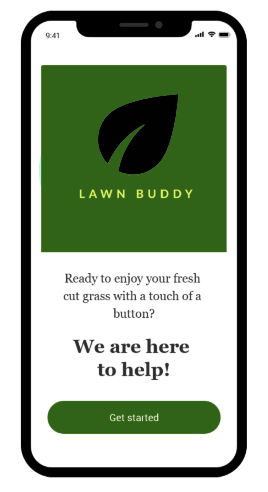 9:41
LAWN BUDDY
Ready to enjoy your fresh
cut grass with a touch of a
button?
We are here
to help!
Get started